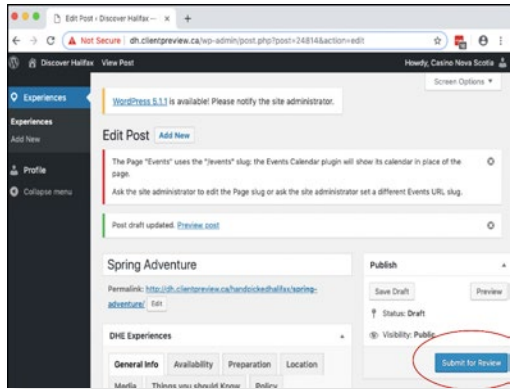 Edit Post ‹ Discover Halifax —
Not Secure | dh.clientpreview.ca/wp-admin/post.php?post=24814&action=edit
Discover Halifax View Post
Howdy, Casino Nova Scotia
Screen Options
Experiences
Experiences
Add New
Profile
Collapse menu
WordPress 5.1.1 is available! Please notify the site administrator.
Edit Post Add New
The Page "Events" uses the "/events" slug: the Events Calendar plugin will show its calendar in place of the
page.
Ask the site administrator to edit the Page slug or ask the site administrator set a different Events URL slug.
Post draft updated. Preview post
Spring Adventure
Permalink: http://dh.clientpreview.ca/handpickedhalifax/spring-
adventure/ Edit
DHE Experiences
General Info Availability Preparation Location
Media Things you should Know Policy
Publish
Save Draft Preview
Status: Draft
Visibility: Public
Submit for Review